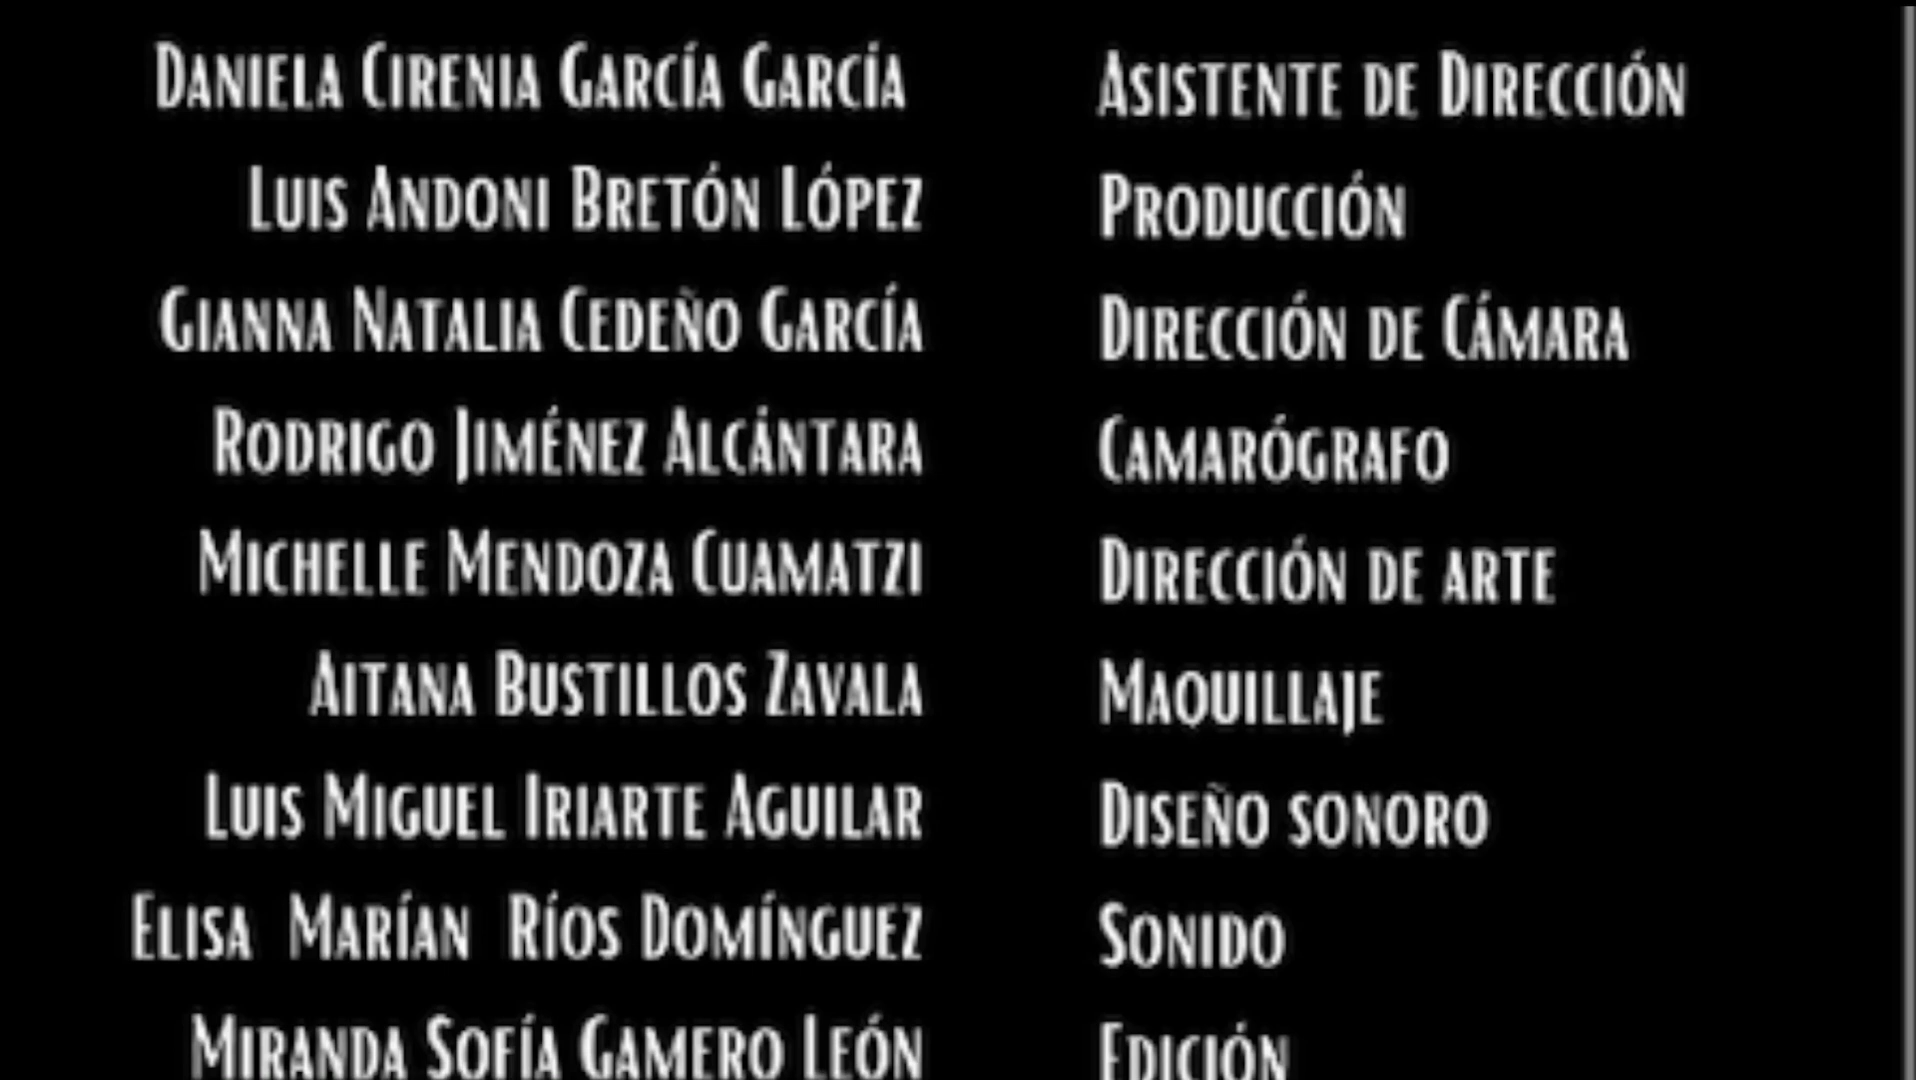 Daniela Cirenia García García Asistente de Dirección
Luis Andoni Bretón López Producción
Gianna Natalia Cedeño García Dirección de Cámara
Rodrigo Jiménez Alcántara Camarógrafo
Michelle Mendoza Cuamatzi Dirección de arte
Aitana Bustillos Zavala Maquillaje
Luis Miguel Iriarte Aguilar Diseño sonoro
Elisa Marían Ríos Domínguez Sonido
Miranda Sofía Gamero León Edición